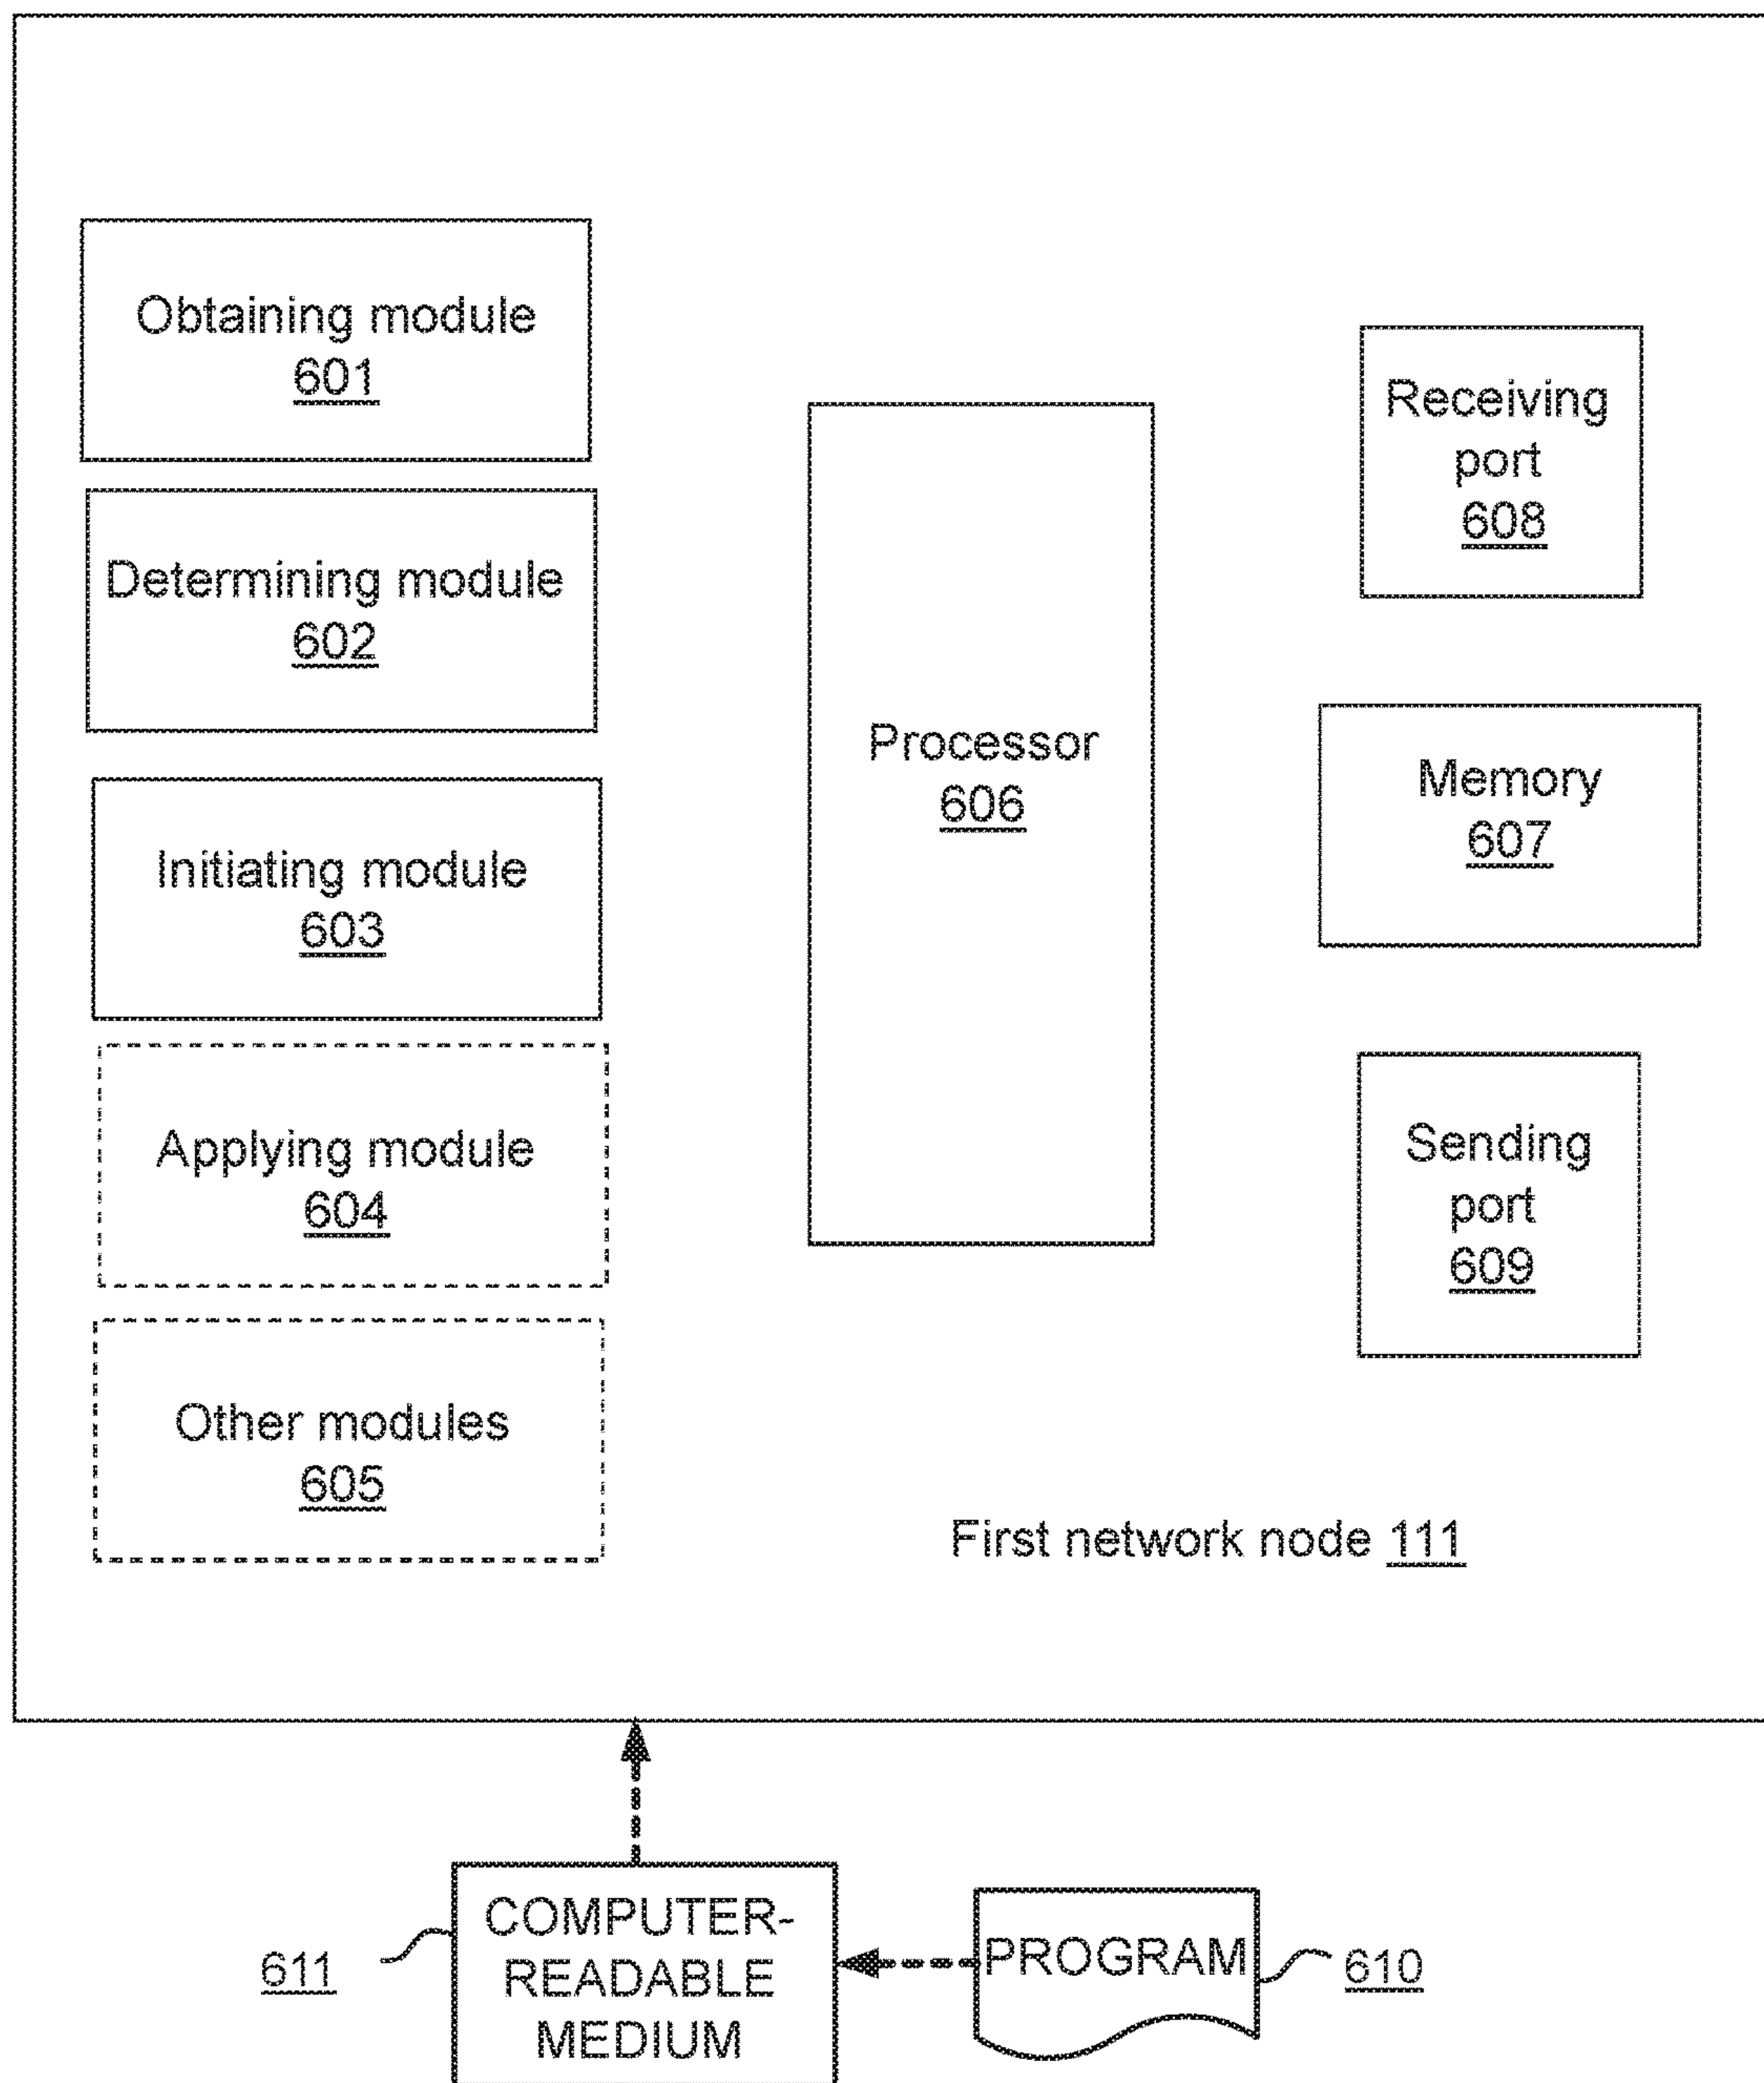 Obtaining module
601
Determining module
602
Initiating module
603
Applying module
604
Other modules
605
Processor
606
Receiving
port
608
Memory
607
Sending
port
609
First network node 111
611
COMPUTER-
READABLE
MEDIUM
PROGRAM
610